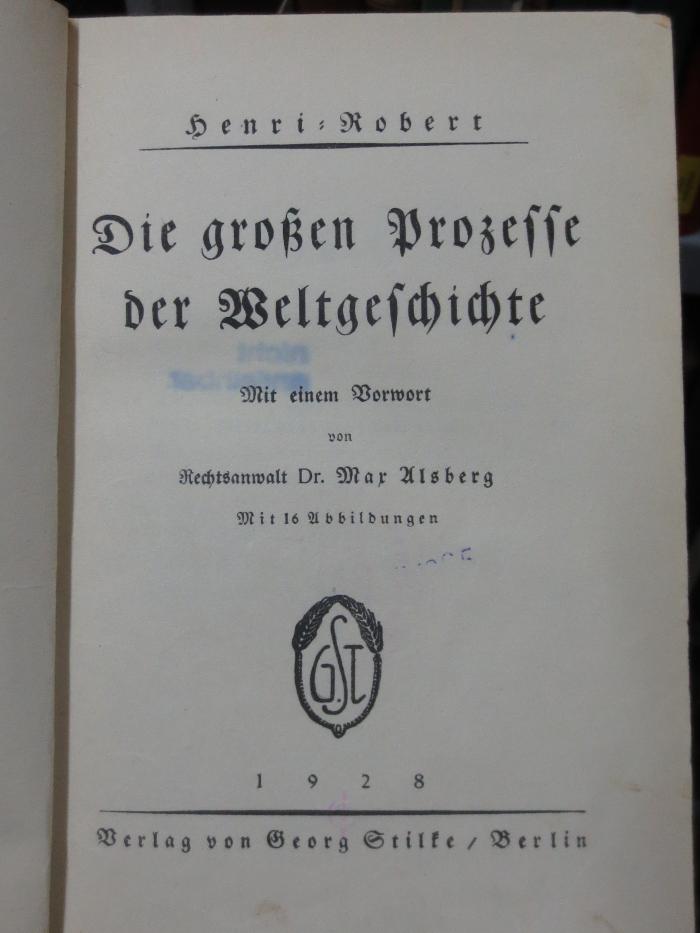 Henri-Robert
Die großen Prozesse
der Weltgeschichte
nicht
Mit einem Vorwort
von
Rechtsanwalt Dr. Max Alsberg
Mit 16 Abbildungen
GSt
1928
Verlag von Georg Stilke / Berlin